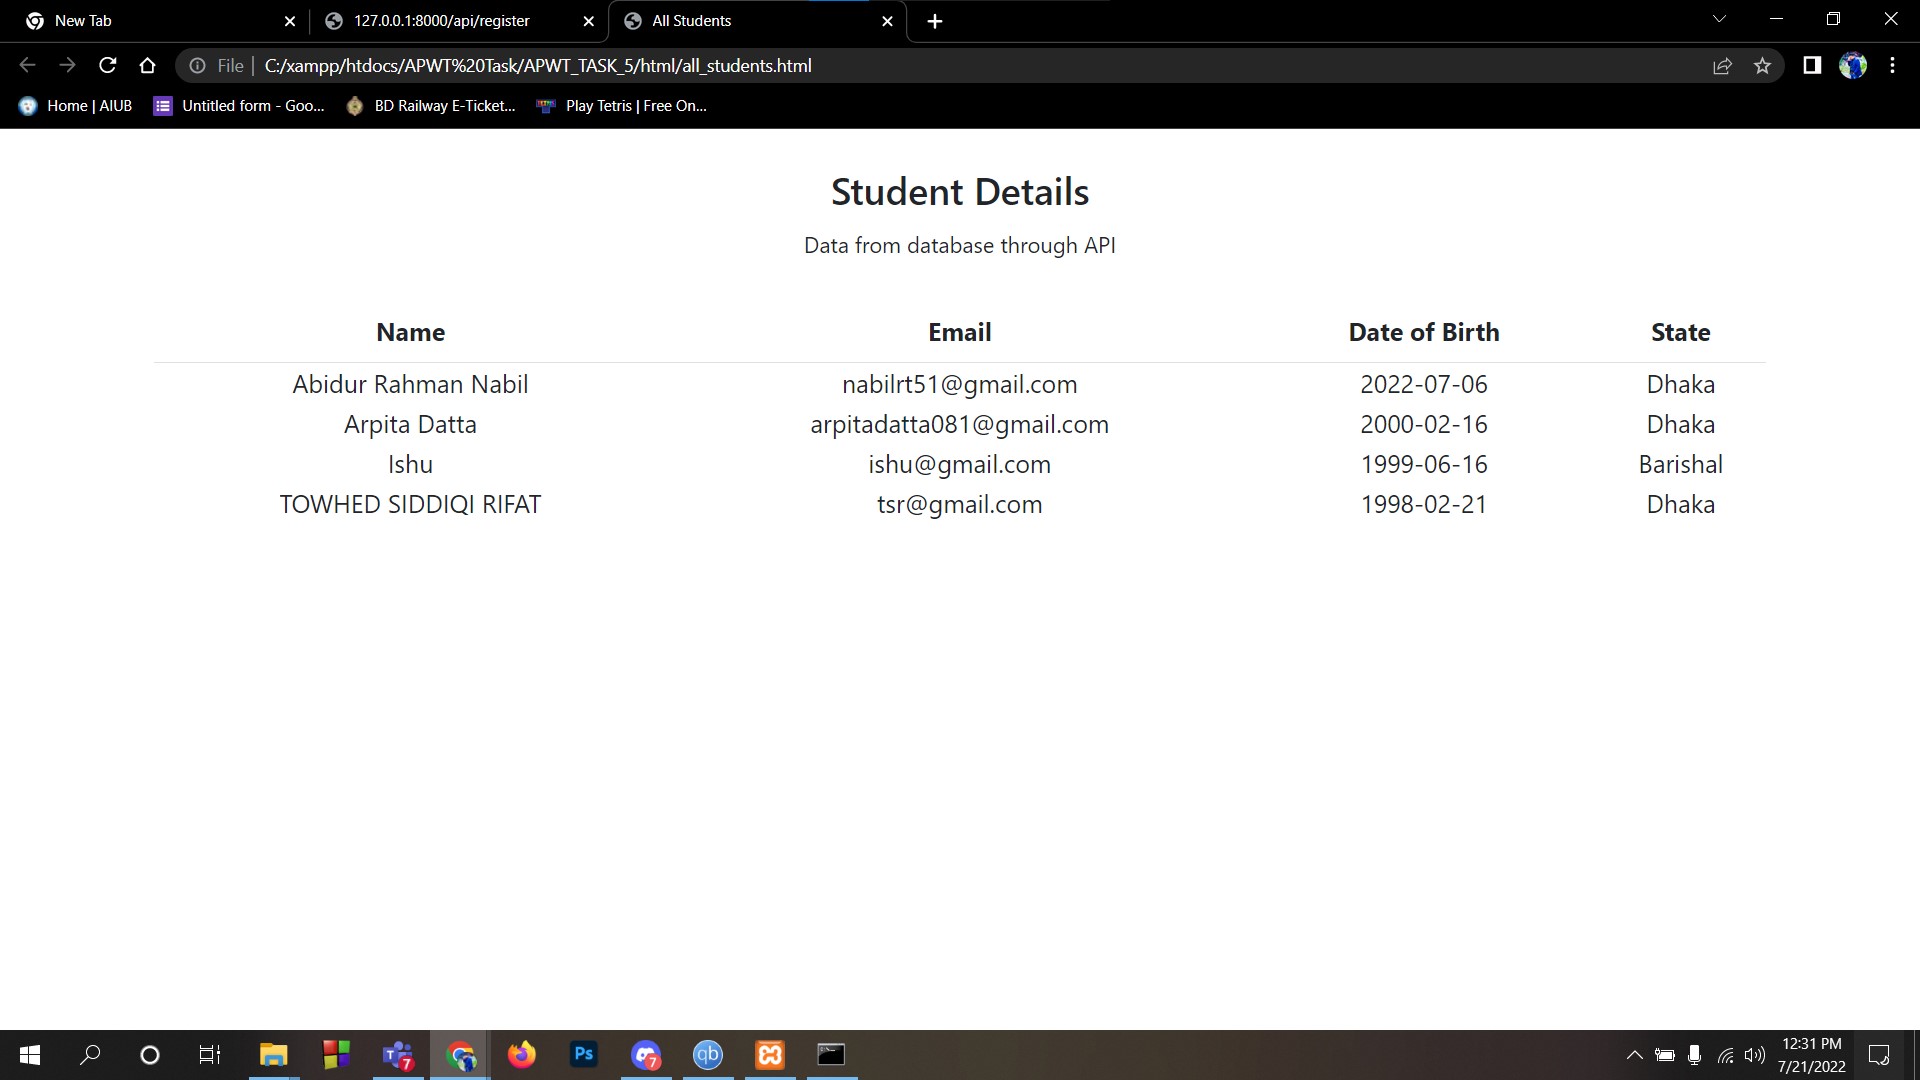 New Tab
127.0.0.1:8000/api/register
All Students
File
C:/xampp/htdocs/APWT%20Task/APWT_TASK_5/html/all_students.html
Home | AIUB
Untitled form - Goo...
BD Railway E-Ticket...
Play Tetris | Free On...
Student Details
Data from database through API
Name Email Date of Birth State
Abidur Rahman Nabil nabilrt51@gmail.com 2022-07-06 Dhaka
Arpita Datta arpitadatta081@gmail.com 2000-02-16 Dhaka
Ishu ishu@gmail.com 1999-06-16 Barishal
TOWHED SIDDIQI RIFAT tsr@gmail.com 1998-02-21 Dhaka
T 7
Ps
7
qb
12:31 PM
7/21/2022